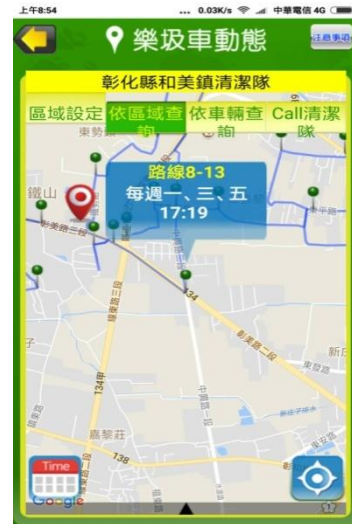 上午8:54
... 0.03K/s 中華電信 4G
樂圾車動態
注意事項
彰化縣和美鎮清潔隊
區域設定 依區域查詢 依車輛查詢 Call清潔隊
東勢
路線8-13
每週一、三、五
17:19
鐵山
彰美路二段
134
彰美路二段
134甲
嘉犁莊
138
Time
Google